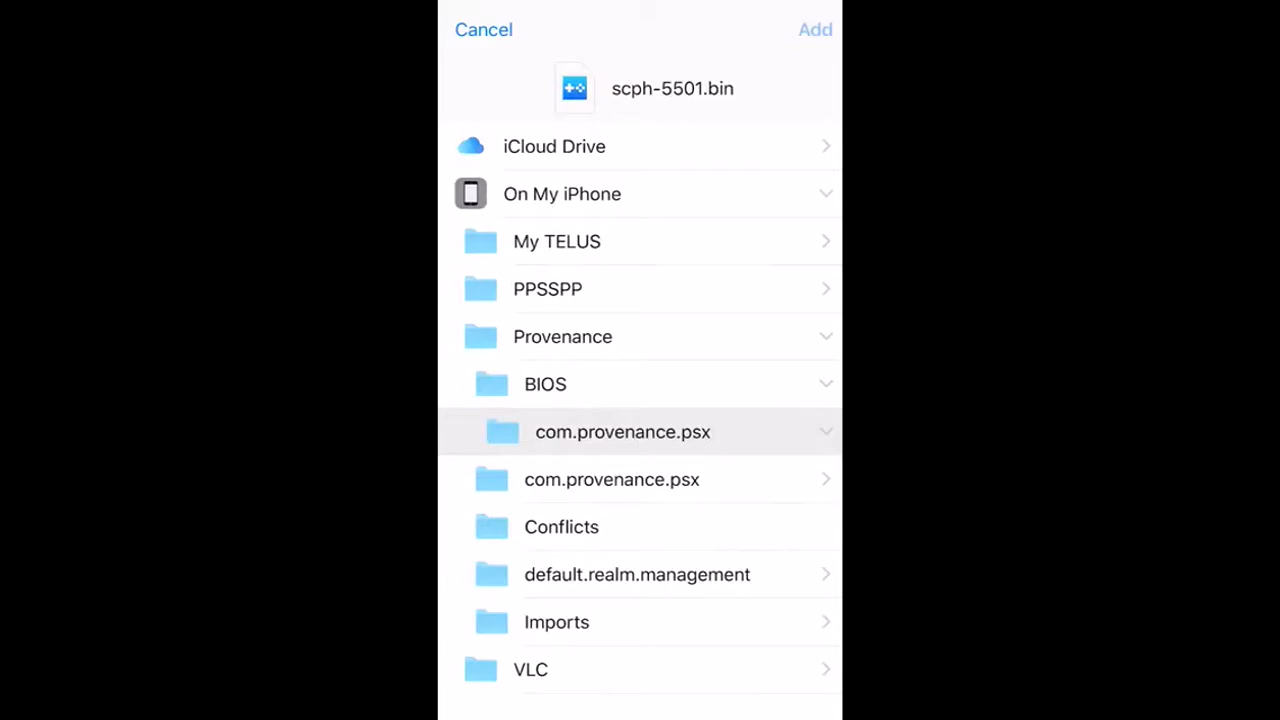 Cancel
Add
scph-5501.bin
iCloud Drive
On My iPhone
My TELUS
PPSSPP
Provenance
BIOS
com.provenance.psx
com.provenance.psx
Conflicts
default.realm.management
Imports
VLC